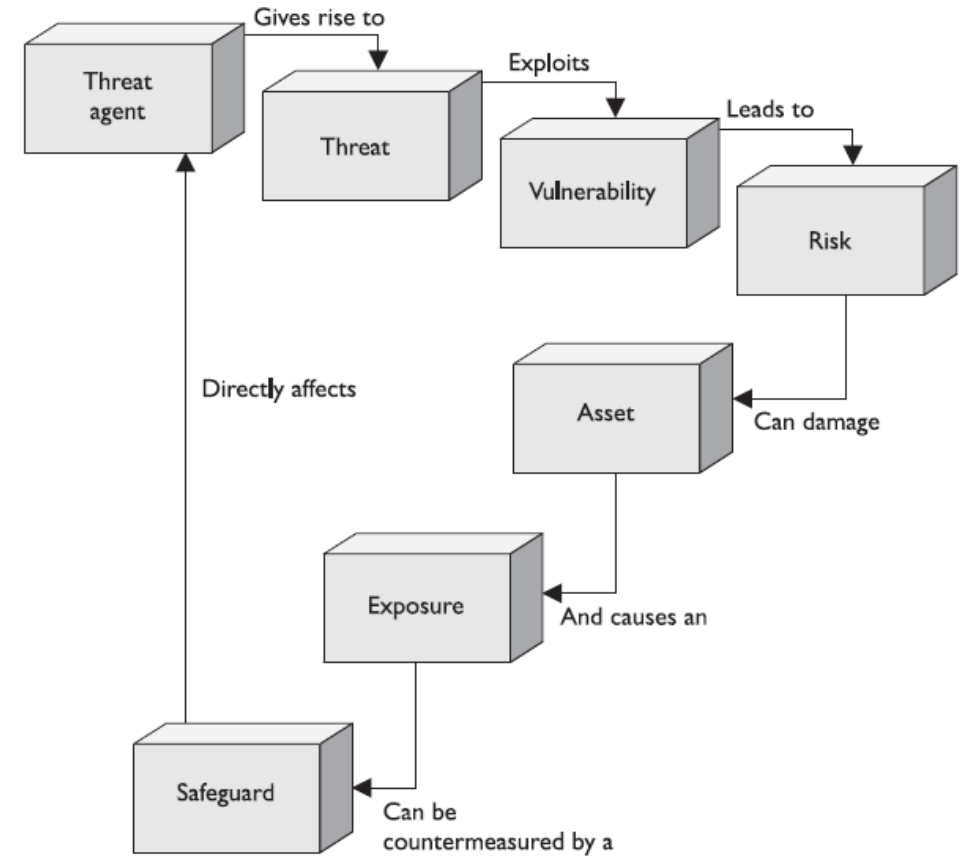 Gives rise to
Threat
agent
Exploits
Threat
Leads to
Vulnerability
Risk
Directly affects
Asset
Can damage
Exposure
And causes an
Safeguard
Can be
countermeasured by a